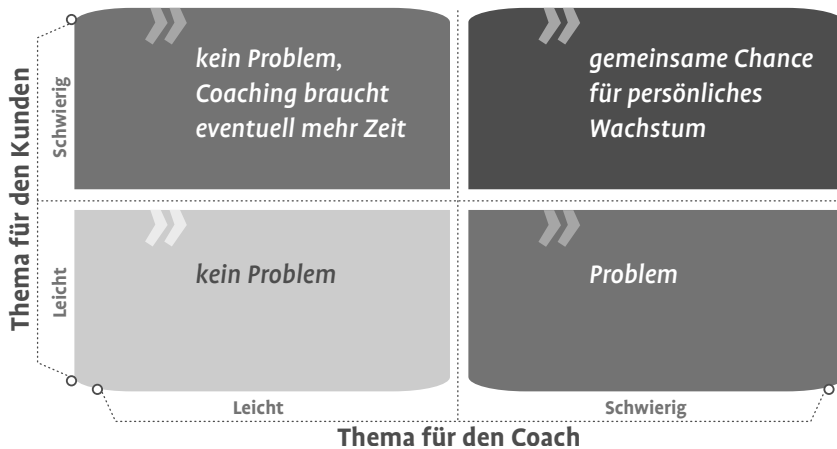 Thema für den Kunden
Schwierig
kein Problem,
Coaching braucht
eventuell mehr Zeit
gemeinsame Chance
für persönliches
Wachstum
Leicht
kein Problem
Problem
Leicht
Schwierig
Thema für den Coach